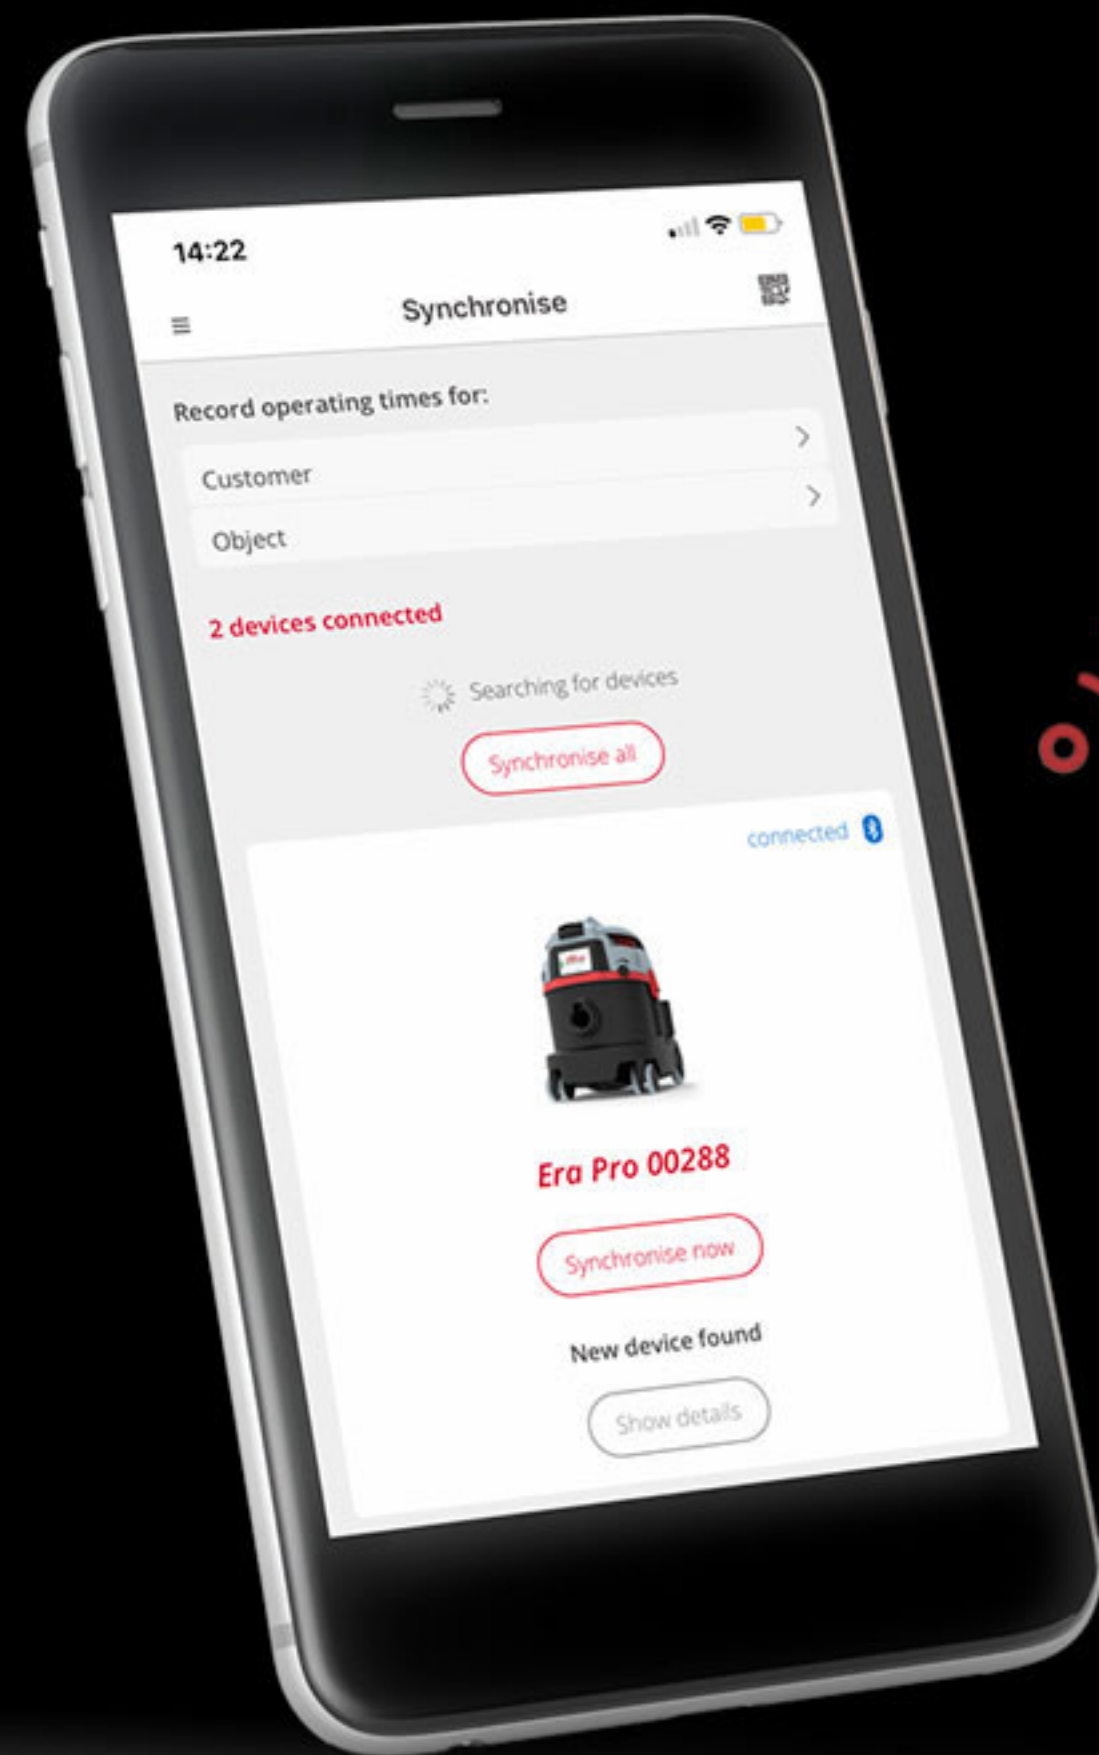 14:22
Synchronise
Record operating times for:
Customer
Object
2 devices connected
Searching for devices
Synchronise all
connected
Era Pro 00288
Synchronise now
New device found
Show details